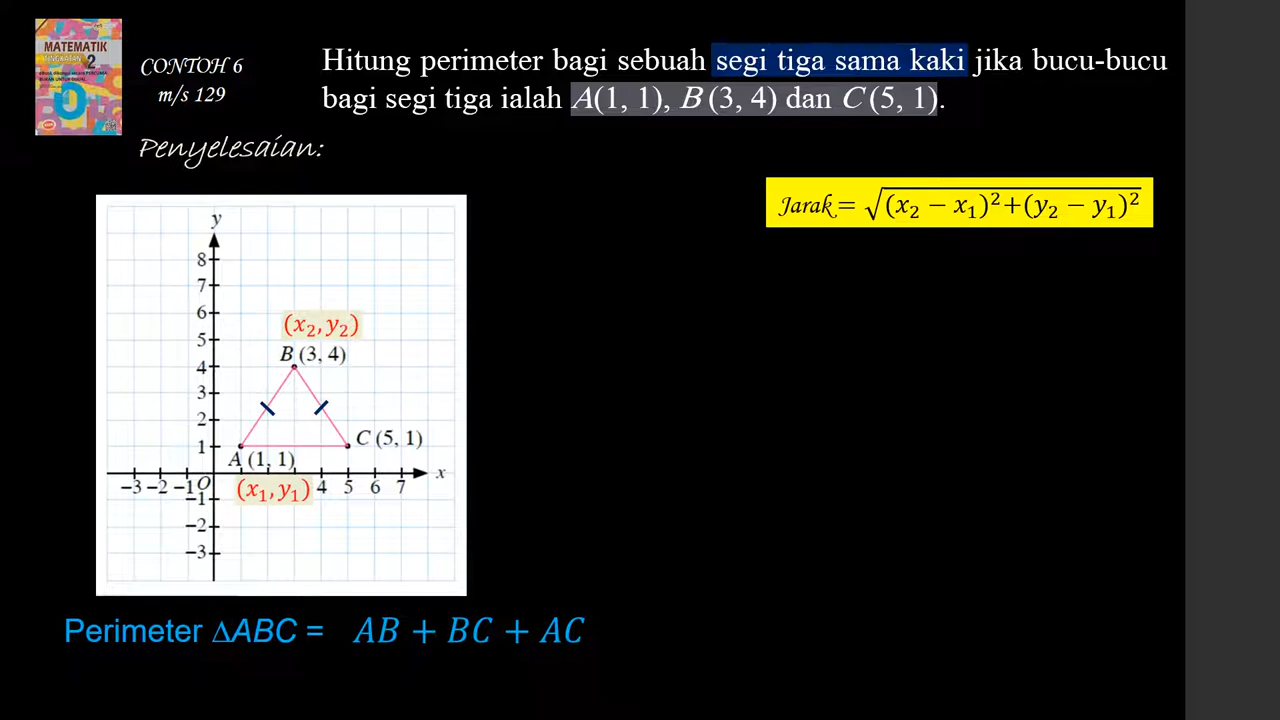 MATEMATIK
TINGKATAN 2
CONTOH 6
m/s 129
Hitung perimeter bagi sebuah segi tiga sama kaki jika bucu-bucu
bagi segi tiga ialah A(1, 1), B (3, 4) dan C (5, 1).
Penyelesaian:
Jarak = √(x₂ − x₁)²+(y₂ − y₁)²
y
8
7
6
(x₂, y₂)
5
B (3, 4)
4
3
2
1
C (5, 1)
A (1, 1)
x
−3 −2 −1 O (x₁, y₁) 4 5 6 7
−1
−2
−3
Perimeter ∆ABC = AB + BC + AC